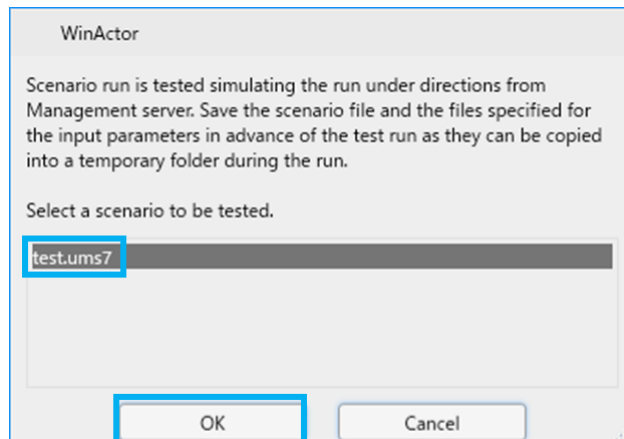 WinActor
Scenario run is tested simulating the run under directions from
Management server. Save the scenario file and the files specified for
the input parameters in advance of the test run as they can be copied
into a temporary folder during the run.
Select a scenario to be tested.
test.ums7
OK Cancel